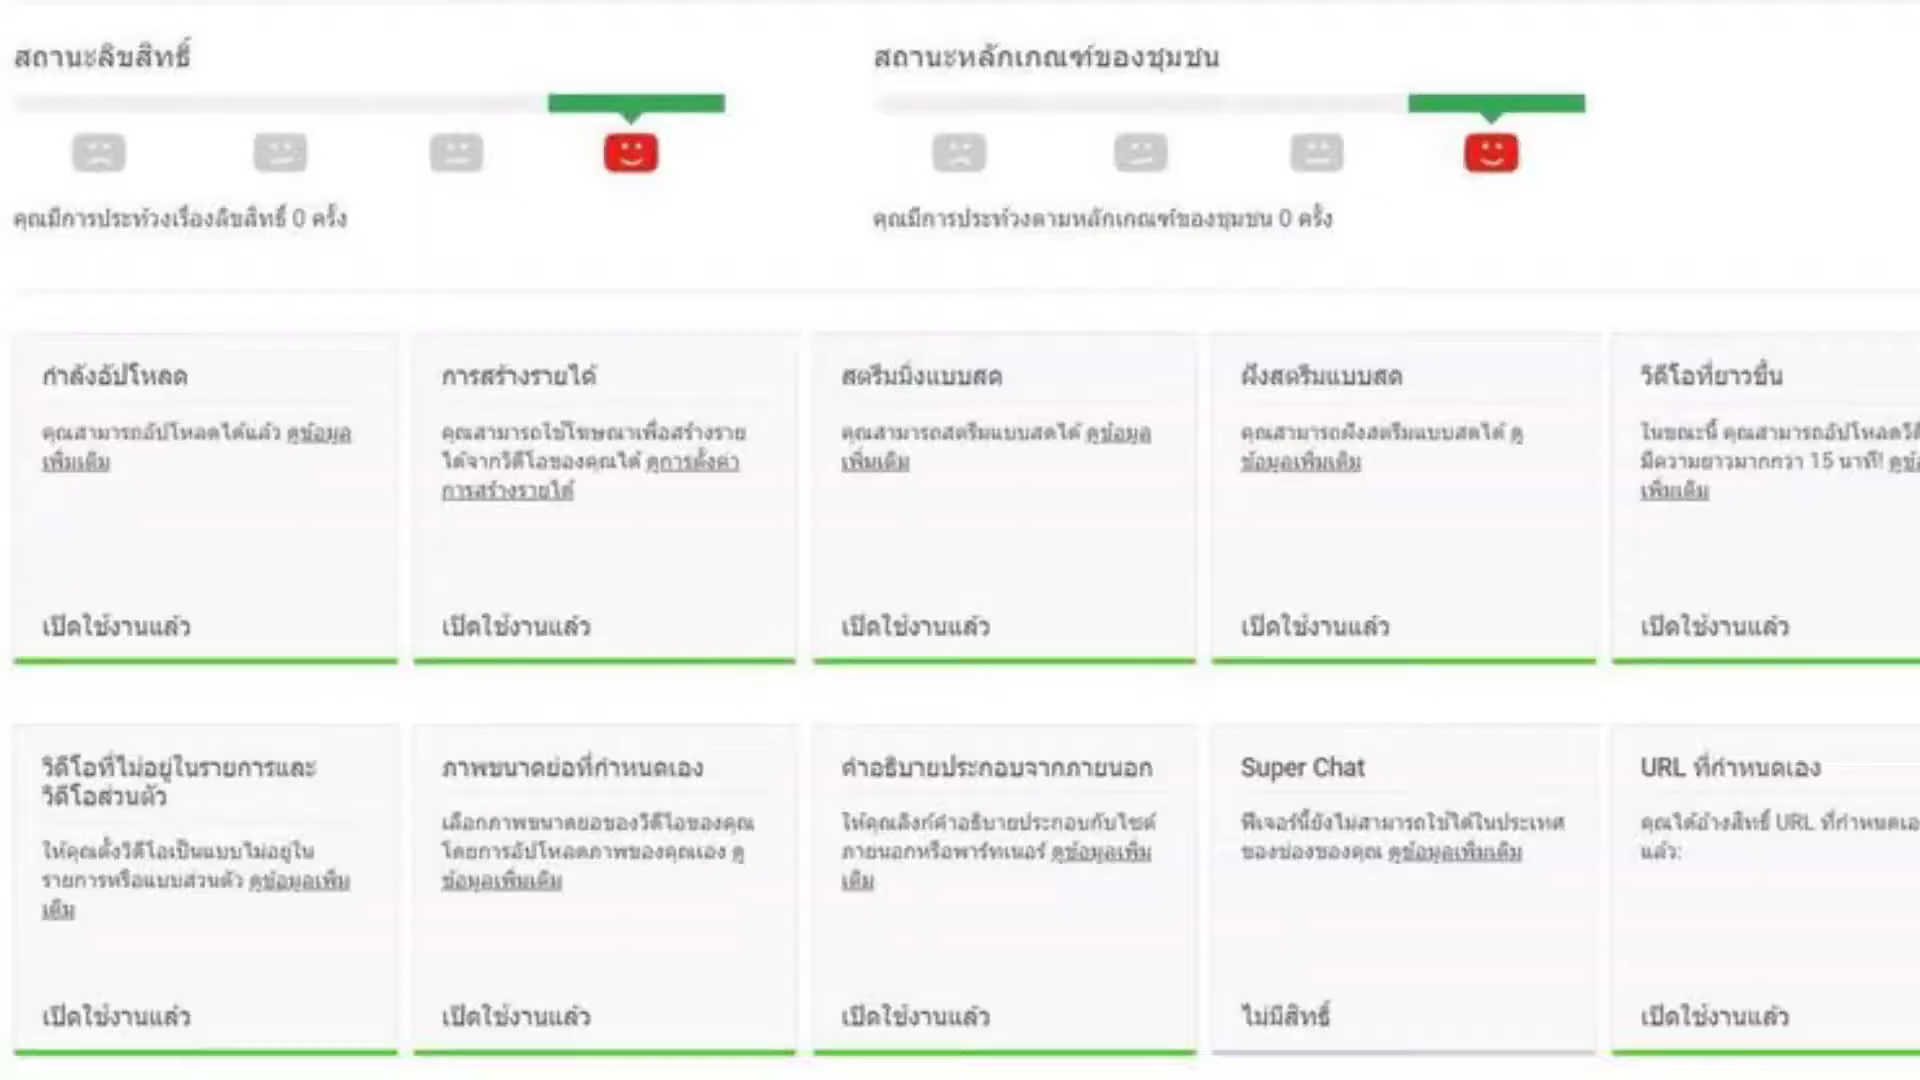 สถานะลิขสิทธิ์
สถานะหลักเกณฑ์ของชุมชน
คุณมีการประท้วงเรื่องลิขสิทธิ์ 0 ครั้ง
คุณมีการประท้วงตามหลักเกณฑ์ของชุมชน 0 ครั้ง
กำลังอัปโหลด
คุณสามารถอัปโหลดได้แล้ว ดูข้อมูล
เพิ่มเติม
เปิดใช้งานแล้ว
การสร้างรายได้
คุณสามารถใช้โฆษณาเพื่อสร้างราย
ได้จากวิดีโอของคุณได้ ดูการตั้งค่า
การสร้างรายได้
เปิดใช้งานแล้ว
สตรีมมิ่งแบบสด
คุณสามารถสตรีมแบบสดได้ ดูข้อมูล
เพิ่มเติม
เปิดใช้งานแล้ว
ฝังสตรีมแบบสด
คุณสามารถฝังสตรีมแบบสดได้ ดู
ข้อมูลเพิ่มเติม
เปิดใช้งานแล้ว
วิดีโอที่ยาวขึ้น
ในขณะนี้ คุณสามารถอัปโหลดวิดี
มีความยาวมากกว่า 15 นาที! ดูข้อ
เพิ่มเติม
เปิดใช้งานแล้ว
วิดีโอที่ไม่อยู่ในรายการและ
วิดีโอส่วนตัว
ให้คุณตั้งวิดีโอเป็นแบบไม่อยู่ใน
รายการหรือแบบส่วนตัว ดูข้อมูลเพิ่ม
เติม
เปิดใช้งานแล้ว
ภาพขนาดย่อที่กำหนดเอง
เลือกภาพขนาดย่อของวิดีโอของคุณ
โดยการอัปโหลดภาพของคุณเอง ดู
ข้อมูลเพิ่มเติม
เปิดใช้งานแล้ว
คำอธิบายประกอบจากภายนอก
ให้คุณลิงก์คำอธิบายประกอบกับไซต์
ภายนอกหรือพาร์ทเนอร์ ดูข้อมูลเพิ่ม
เติม
เปิดใช้งานแล้ว
Super Chat
ฟีเจอร์นี้ยังไม่สามารถใช้ได้ในประเทศ
ของช่องของคุณ ดูข้อมูลเพิ่มเติม
ไม่มีสิทธิ์
URL ที่กำหนดเอง
คุณได้อ้างสิทธิ์ URL ที่กำหนดเอ
แล้ว:
เปิดใช้งานแล้ว